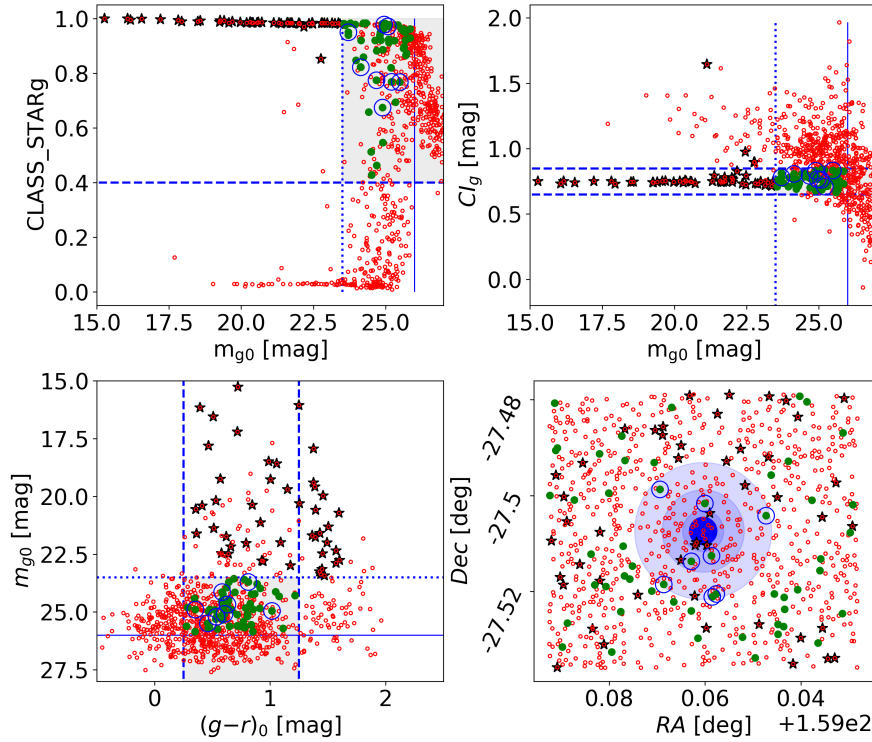 1.0
0.8
0.6
0.4
0.2
0.0
CLASS_STARg
15.0 17.5 20.0 22.5 25.0
m_g0 [mag]
2.0
1.5
1.0
0.5
0.0
CI_g [mag]
15.0 17.5 20.0 22.5 25.0
m_g0 [mag]
15.0
17.5
20.0
22.5
25.0
27.5
m_g0 [mag]
0 1 2
(g−r)_0 [mag]
-27.48
-27.5
-27.52
Dec [deg]
0.08 0.06 0.04
RA [deg] +1.59e2